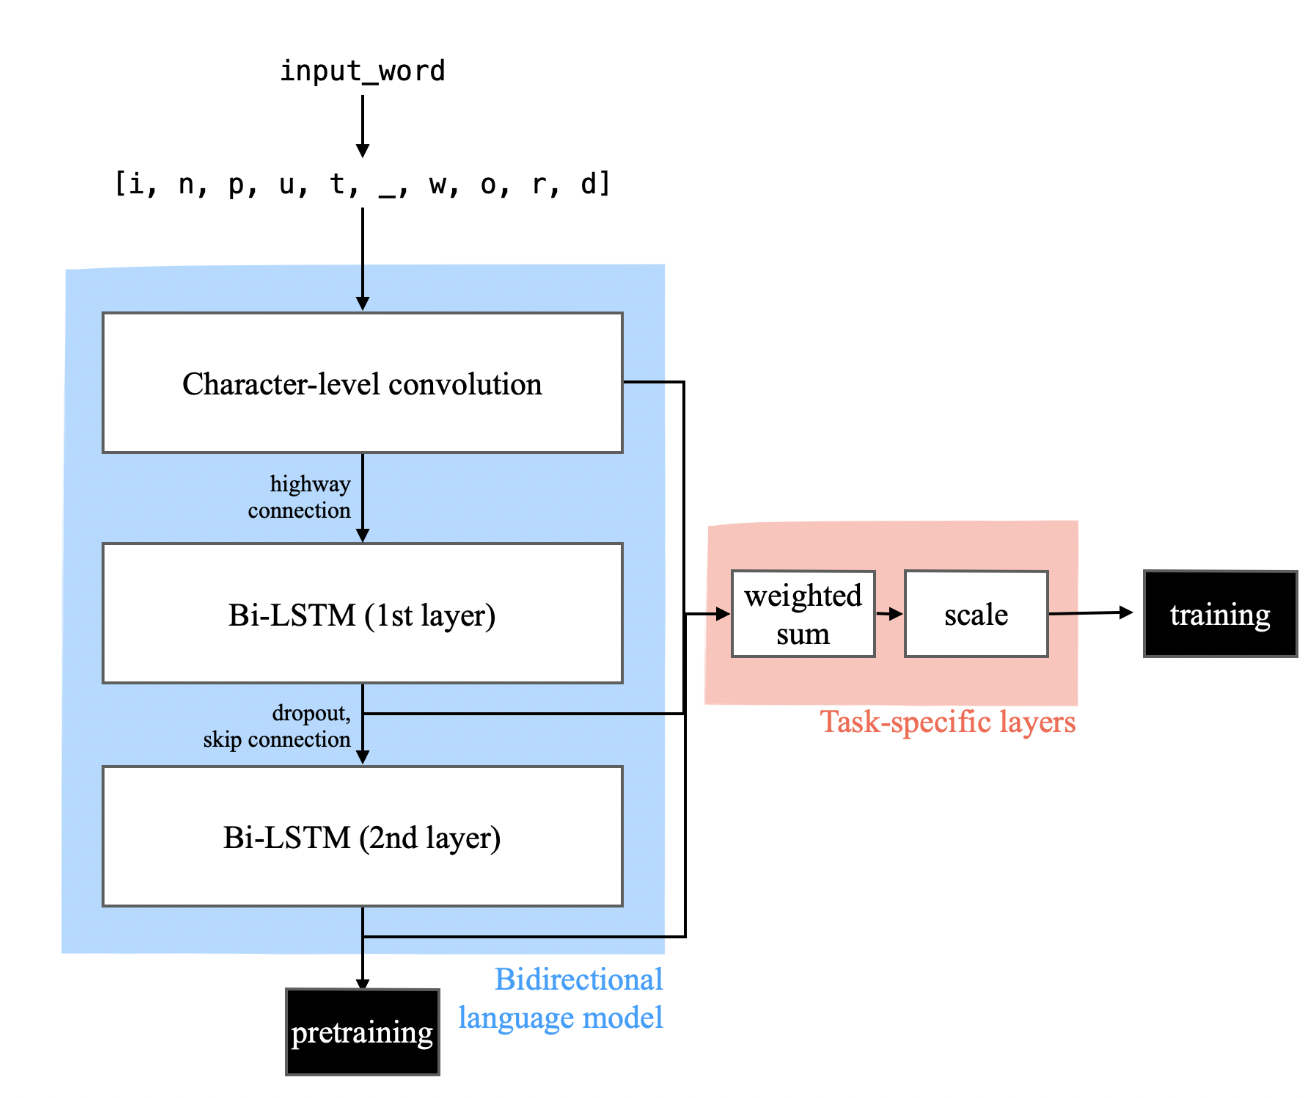 input_word
[i, n, p, u, t, _, w, o, r, d]
Character-level convolution
highway
connection
Bi-LSTM (1st layer)
dropout,
skip connection
Bi-LSTM (2nd layer)
pretraining
Bidirectional
language model
weighted
sum
scale
Task-specific layers
training